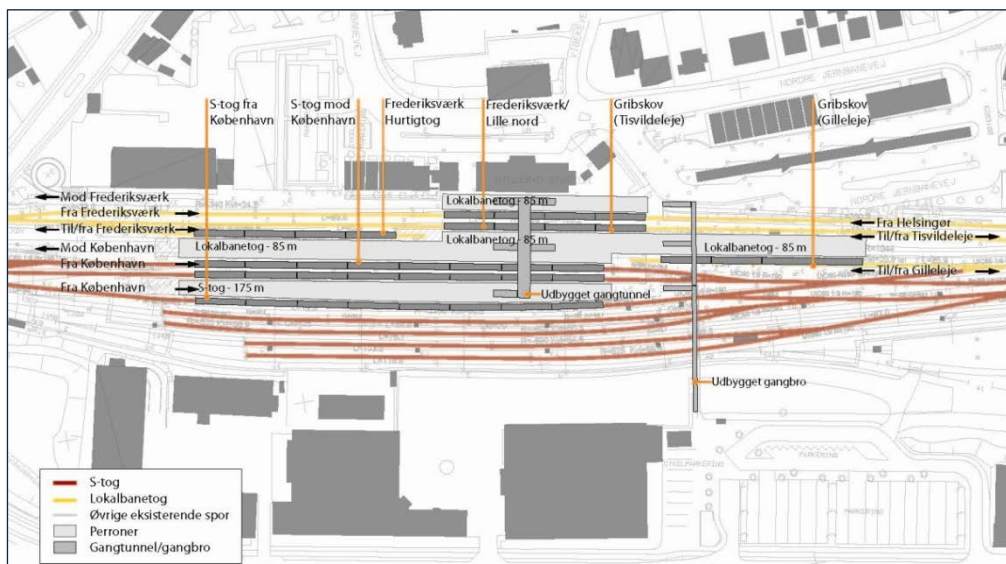 NORDRE JERNBANEVEJ
S-tog fra
København
S-tog mod
København
Frederiksværk
Hurtigtog
Frederiksværk/
Lille nord
Gribskov
(Tisvildeleje)
Gribskov
(Gilleleje)
Mod Frederiksværk
Fra Frederiksværk
Til/fra Frederiksværk
Mod København
Fra København
Fra København
Lokalbanetog - 85 m
Lokalbanetog - 85 m
Lokalbanetog - 85 m
Lokalbanetog - 85 m
S-tog - 175 m
Fra Helsingør
Til/fra Tisvildeleje
Til/fra Gilleleje
Udbygget gangtunnel
Udbygget gangbro
PARKERING
PARKERING
S-tog
Lokalbanetog
Øvrige eksisterende spor
Perroner
Gangtunnel/gangbro